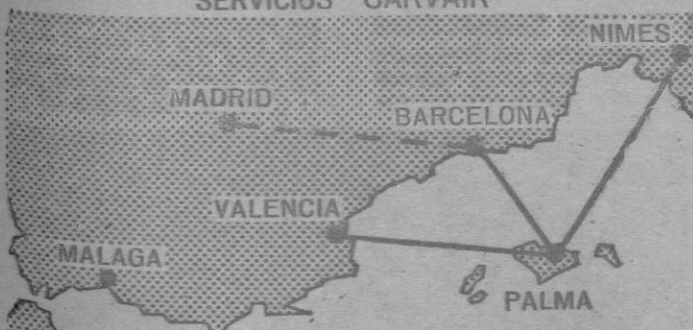 SERVICIOS CARVAIR
NIMES
MADRID
BARCELONA
VALENCIA
MALAGA
PALMA